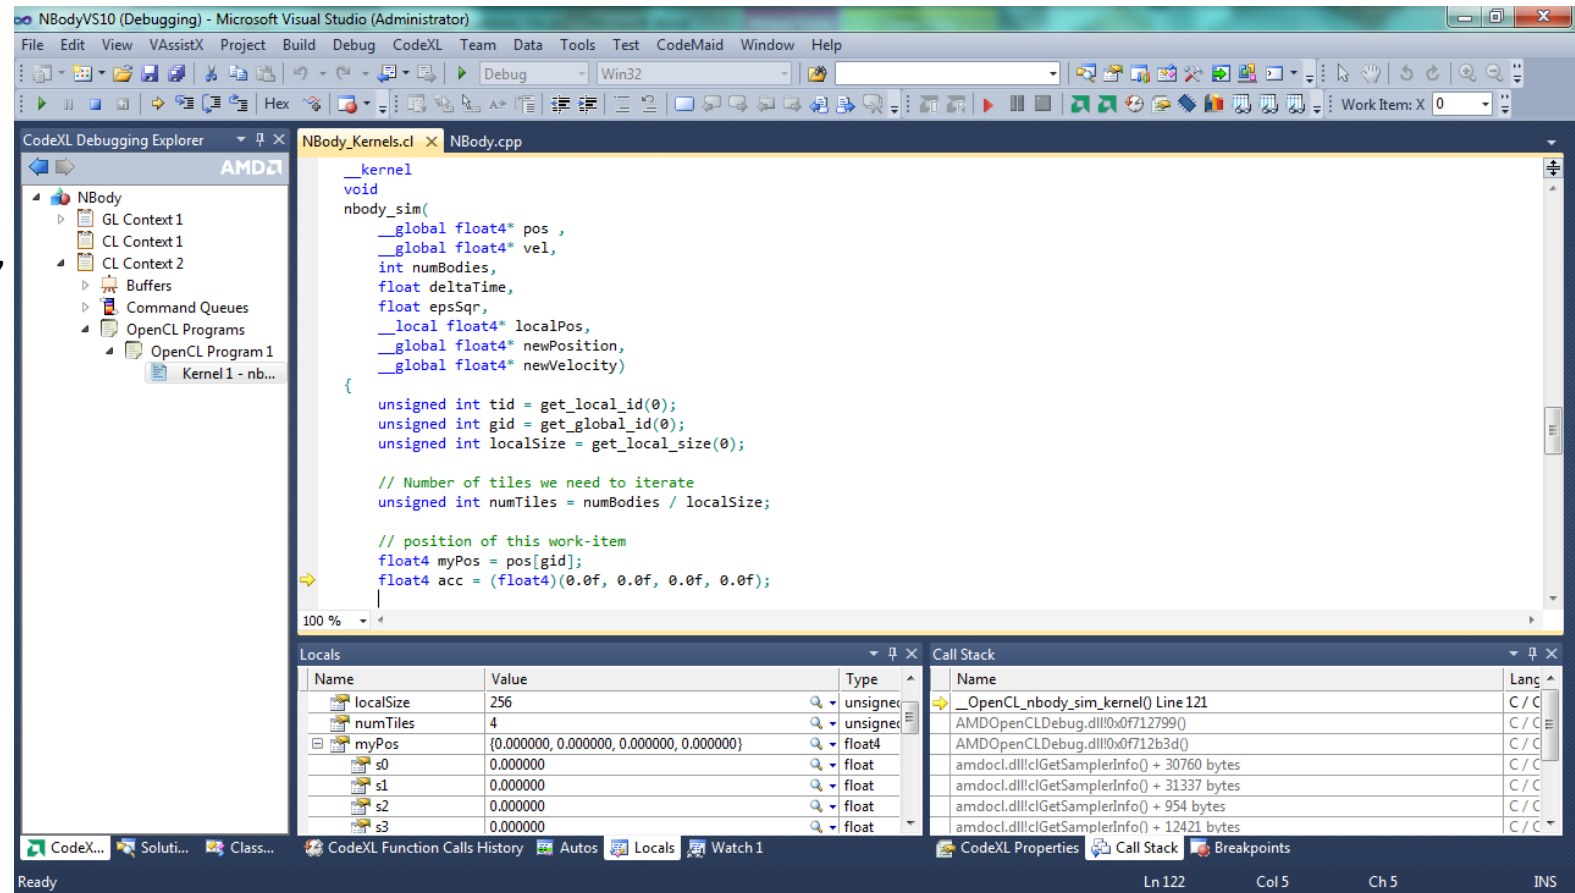 NBodyVS10 (Debugging) - Microsoft Visual Studio (Administrator)
File Edit View VAssistX Project Build Debug CodeXL Team Data Tools Test CodeMaid Window Help
Debug Win32
Hex Work Item: X 0
CodeXL Debugging Explorer
AMD
NBody
GL Context 1
CL Context 1
CL Context 2
Buffers
Command Queues
OpenCL Programs
OpenCL Program 1
Kernel 1 - nb...
,
NBody_Kernels.cl NBody.cpp
__kernel
void
nbody_sim(
__global float4* pos ,
__global float4* vel,
int numBodies,
float deltaTime,
float epsSqr,
__local float4* localPos,
__global float4* newPosition,
__global float4* newVelocity)
{
unsigned int tid = get_local_id(0);
unsigned int gid = get_global_id(0);
unsigned int localSize = get_local_size(0);
// Number of tiles we need to iterate
unsigned int numTiles = numBodies / localSize;
// position of this work-item
float4 myPos = pos[gid];
float4 acc = (float4)(0.0f, 0.0f, 0.0f, 0.0f);
100 %
Locals
Name Value Type
localSize 256 unsigned
numTiles 4 unsigned
myPos {0.000000, 0.000000, 0.000000, 0.000000} float4
s0 0.000000 float
s1 0.000000 float
s2 0.000000 float
s3 0.000000 float
Call Stack
Name Lang
__OpenCL_nbody_sim_kernel() Line 121 C / C
AMDOpenCLDebug.dll!0x0f712799() C / C
AMDOpenCLDebug.dll!0x0f712b3d() C / C
amdocl.dll!clGetSamplerInfo() + 30760 bytes C / C
amdocl.dll!clGetSamplerInfo() + 31337 bytes C / C
amdocl.dll!clGetSamplerInfo() + 954 bytes C / C
amdocl.dll!clGetSamplerInfo() + 12421 bytes C / C
CodeX... Soluti... Class... CodeXL Function Calls History Autos Locals Watch 1 CodeXL Properties Call Stack Breakpoints
Ready Ln 122 Col 5 Ch 5 INS